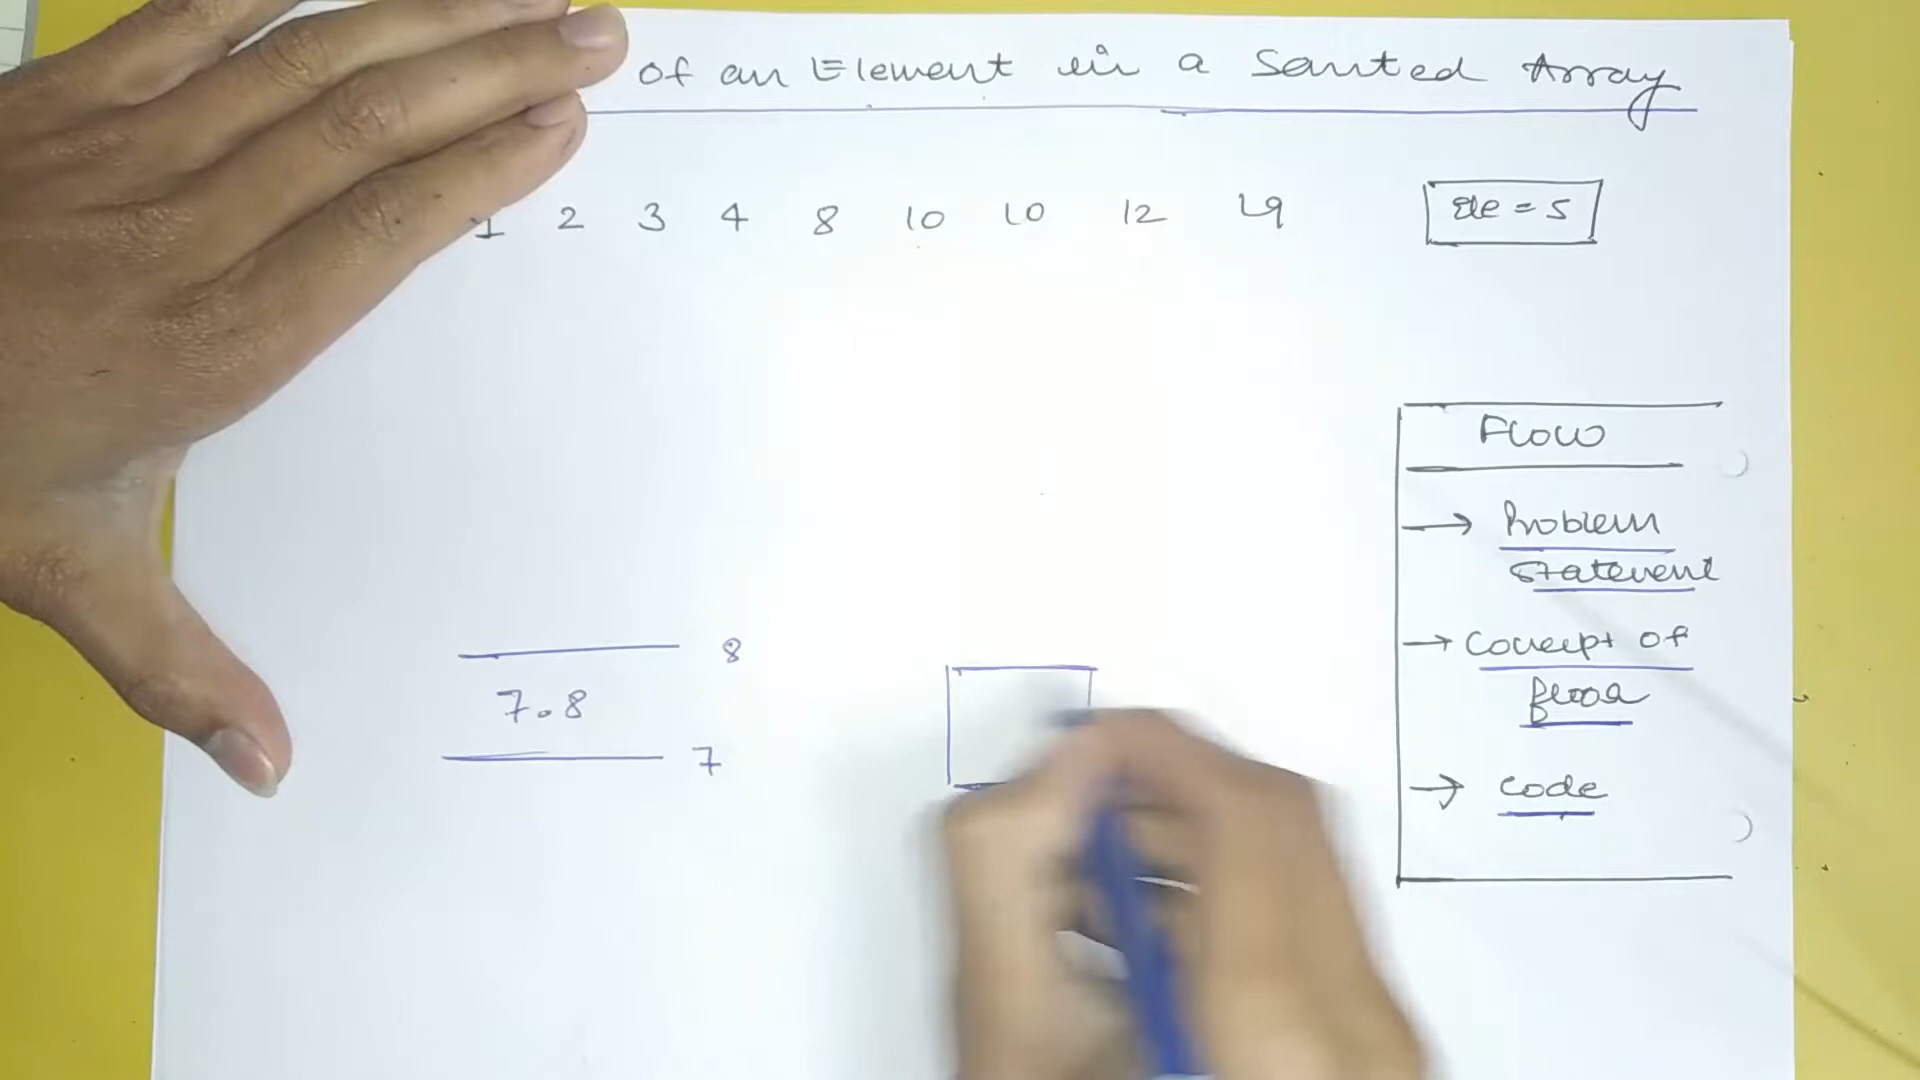 of an Element in a Sorted Array
1 2 3 4 8 10 10 12 19
ele = 5
Flow
→ Problem
statement
→ Concept of
floor
→ code
8
7.8
7